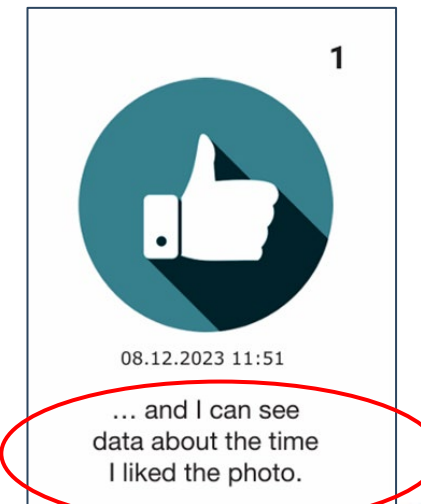 1
08.12.2023 11:51
… and I can see
data about the time
I liked the photo.